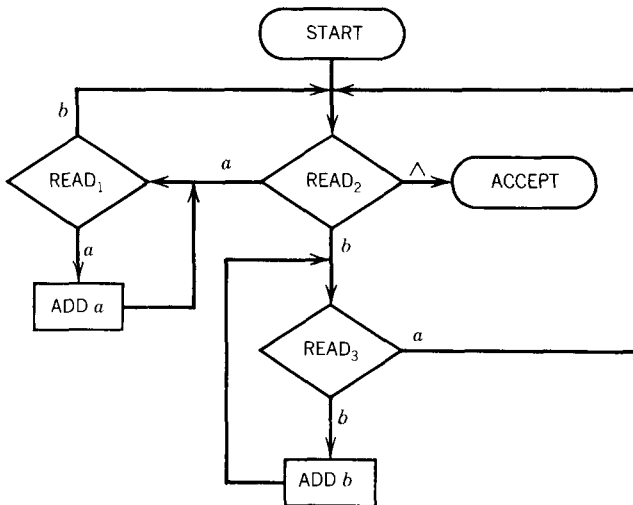 START
b
READ₁
a
READ₂
Λ
ACCEPT
a
b
ADD a
READ₃
a
b
ADD b